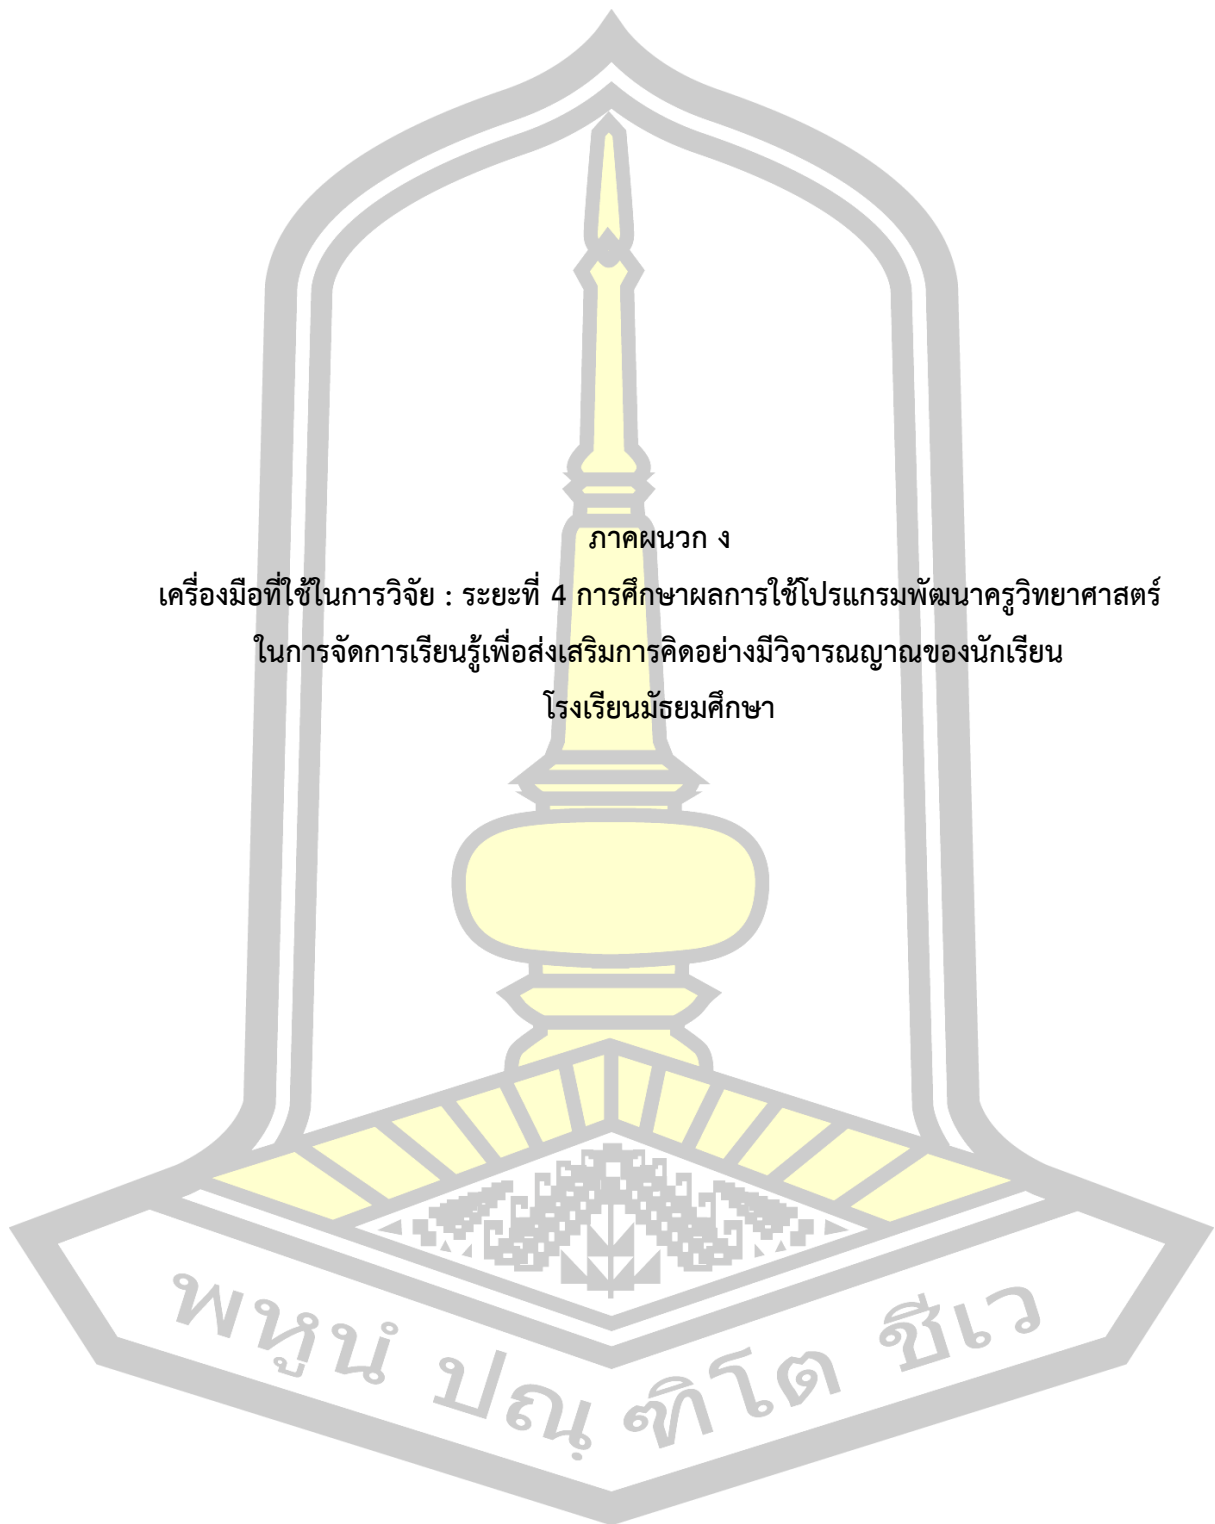 ภาคผนวก ง
เครื่องมือที่ใช้ในการวิจัย : ระยะที่ 4 การศึกษาผลการใช้โปรแกรมพัฒนาครูวิทยาศาสตร์
ในการจัดการเรียนรู้เพื่อส่งเสริมการคิดอย่างมีวิจารณญาณของนักเรียน
โรงเรียนมัธยมศึกษา
พหูนํ ปณฺ ฑิโต ชีเว